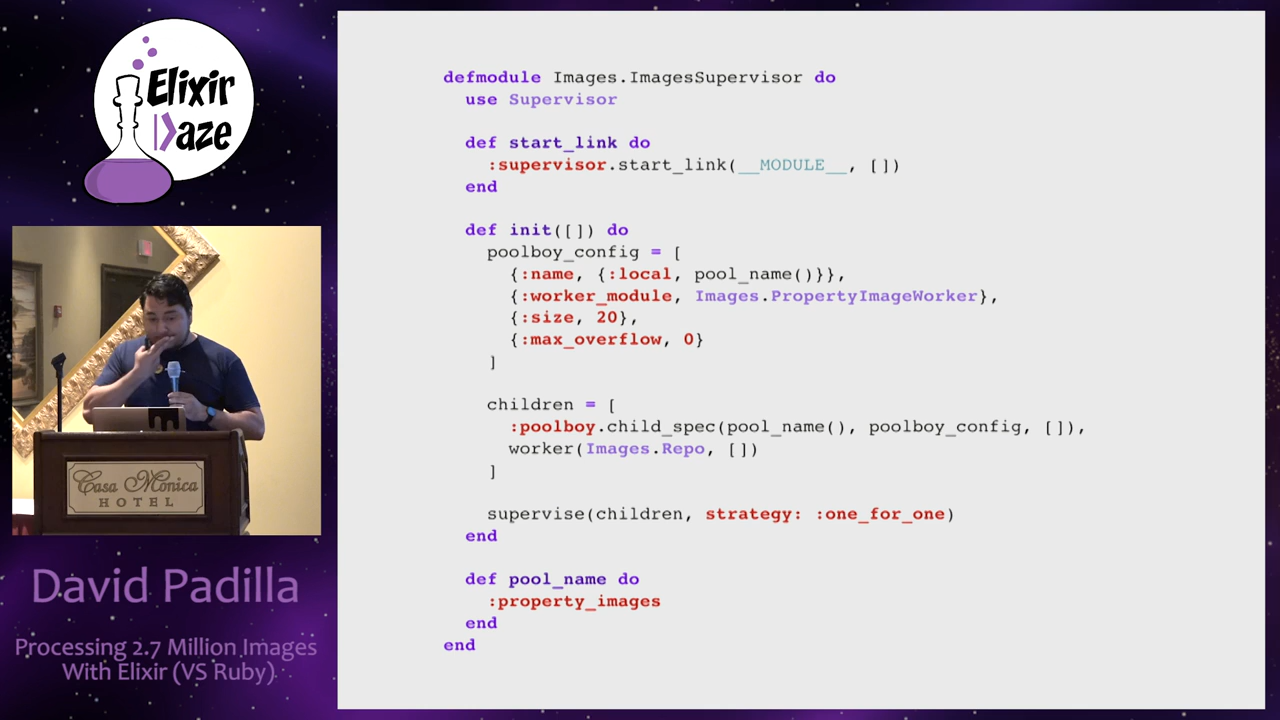 Elixir
Daze
Casa Monica
HOTEL
David Padilla
Processing 2.7 Million Images
With Elixir (VS Ruby)
defmodule Images.ImagesSupervisor do
  use Supervisor
  def start_link do
    :supervisor.start_link(__MODULE__, [])
  end
  def init([]) do
    poolboy_config = [
      {:name, {:local, pool_name()}},
      {:worker_module, Images.PropertyImageWorker},
      {:size, 20},
      {:max_overflow, 0}
    ]
    children = [
      :poolboy.child_spec(pool_name(), poolboy_config, []),
      worker(Images.Repo, [])
    ]
    supervise(children, strategy: :one_for_one)
  end
  def pool_name do
    :property_images
  end
end